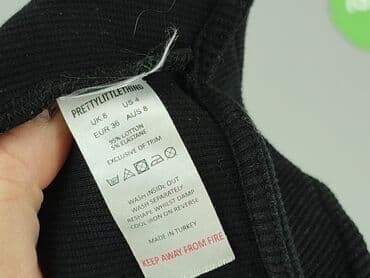 PRETTYLITTLETHING
UK 8 US 4
EUR 36 AUS 8
95% COTTON
5% ELASTANE
EXCLUSIVE OF TRIM
WASH INSIDE OUT
WASH SEPARATELY
RESHAPE WHILST DAMP
COOL IRON ON REVERSE
MADE IN TURKEY
KEEP AWAY FROM FIRE